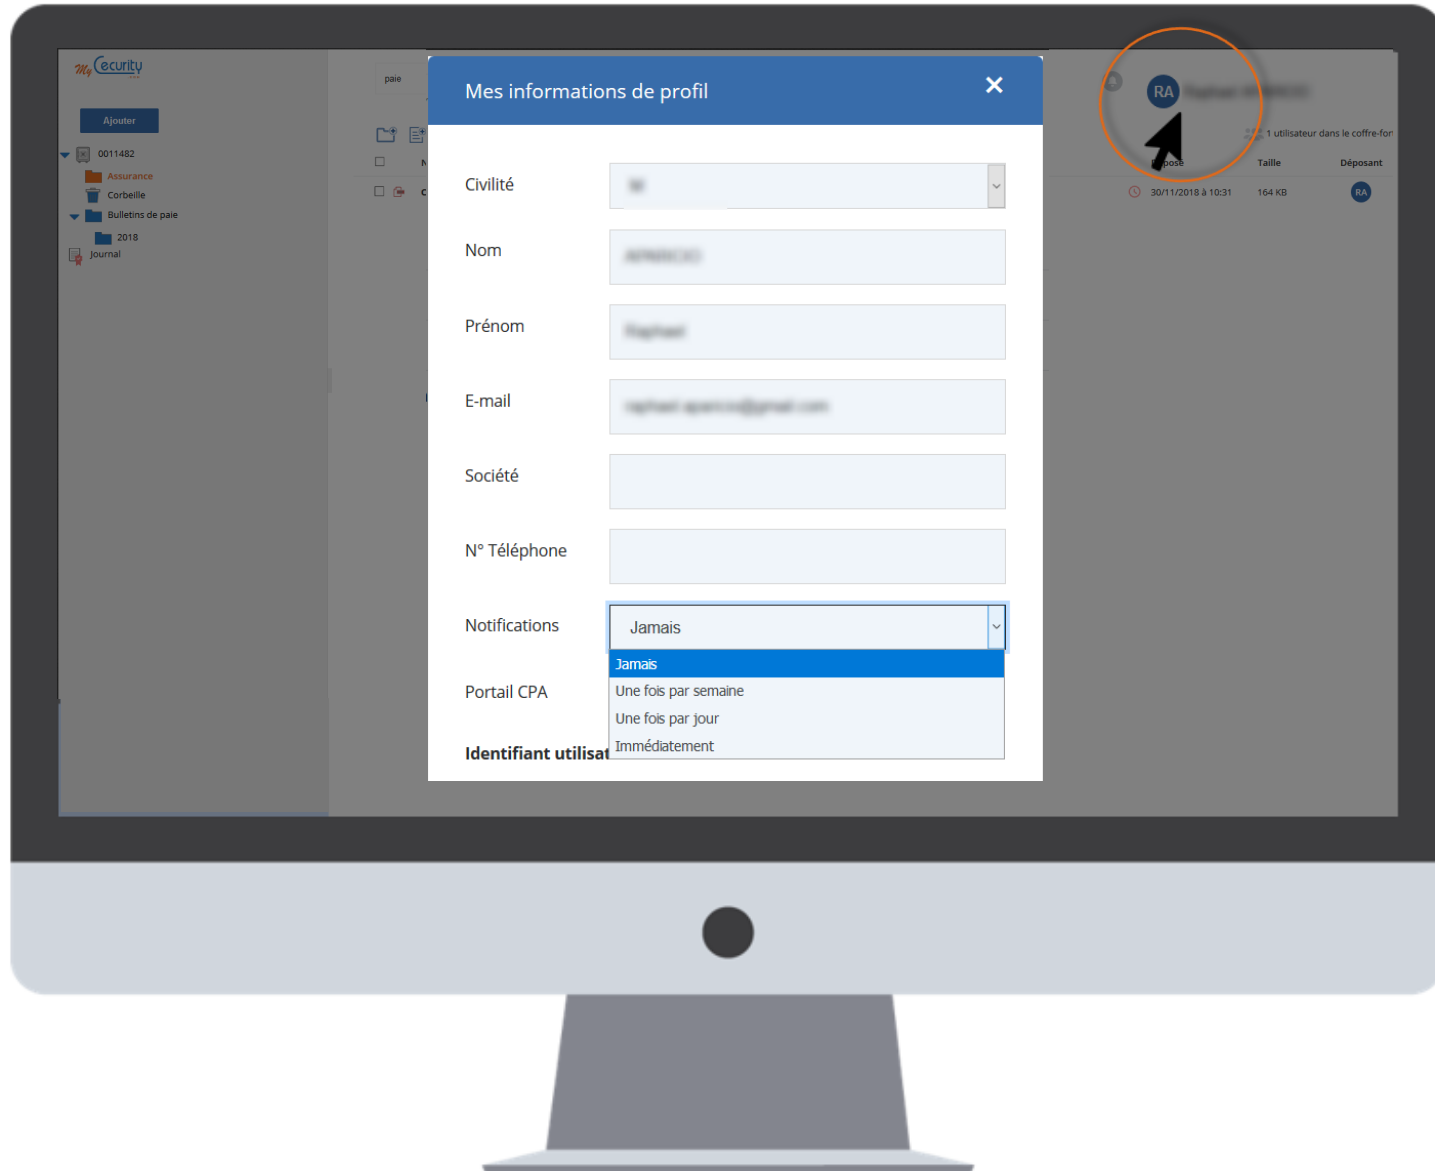 My Cecurity
.com
paie
Mes informations de profil
RA
Ajouter
1 utilisateur dans le coffre-for
0011482
N
Taille
Déposant
Assurance
Corbeille
30/11/2018 à 10:31
164 KB
RA
Bulletins de paie
2018
Journal
Civilité
Nom
Prénom
E-mail
Société
N° Téléphone
Notifications
Jamais
Jamais
Une fois par semaine
Une fois par jour
Immédiatement
Portail CPA
Identifiant utilisat